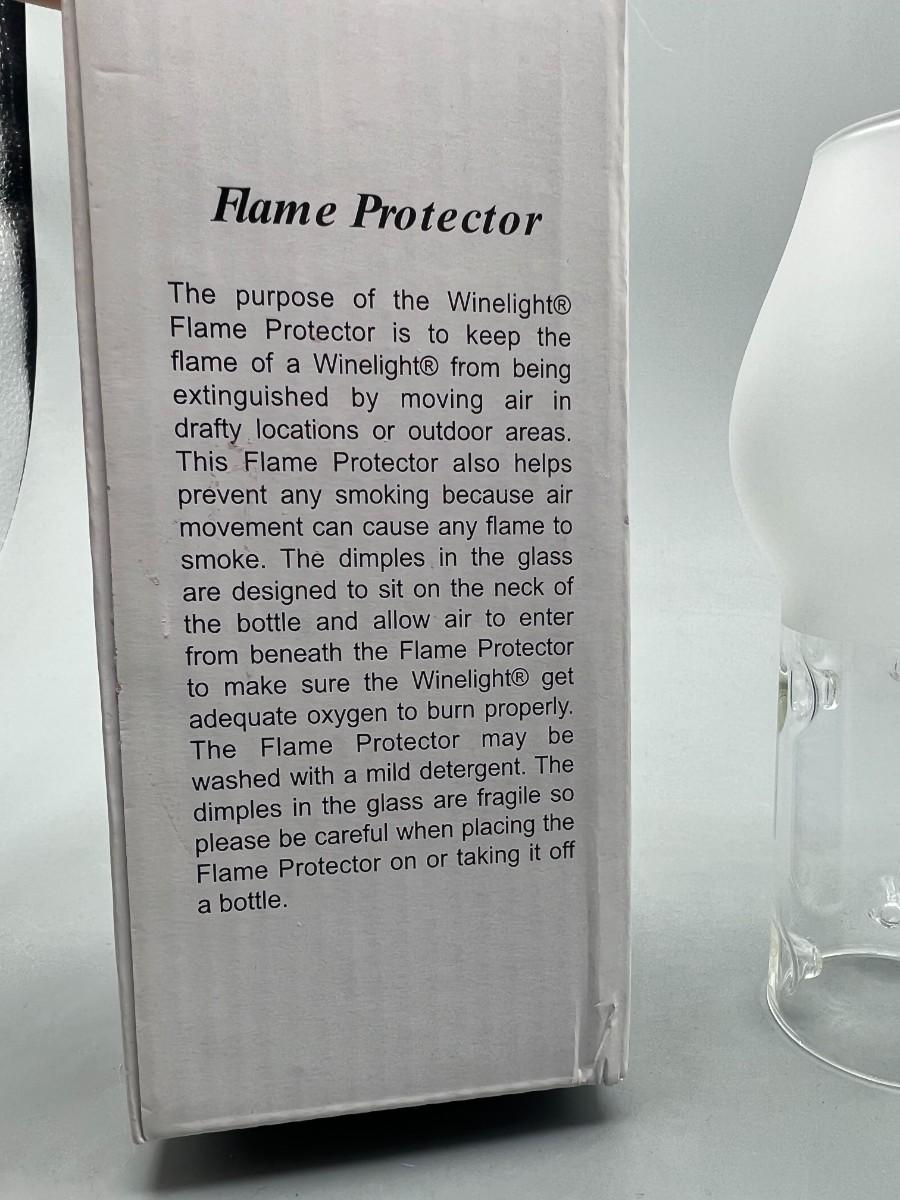 Flame Protector
The purpose of the Winelight®
Flame Protector is to keep the
flame of a Winelight® from being
extinguished by moving air in
drafty locations or outdoor areas.
This Flame Protector also helps
prevent any smoking because air
movement can cause any flame to
smoke. The dimples in the glass
are designed to sit on the neck of
the bottle and allow air to enter
from beneath the Flame Protector
to make sure the Winelight® get
adequate oxygen to burn properly.
The Flame Protector may be
washed with a mild detergent. The
dimples in the glass are fragile so
please be careful when placing the
Flame Protector on or taking it off
a bottle.